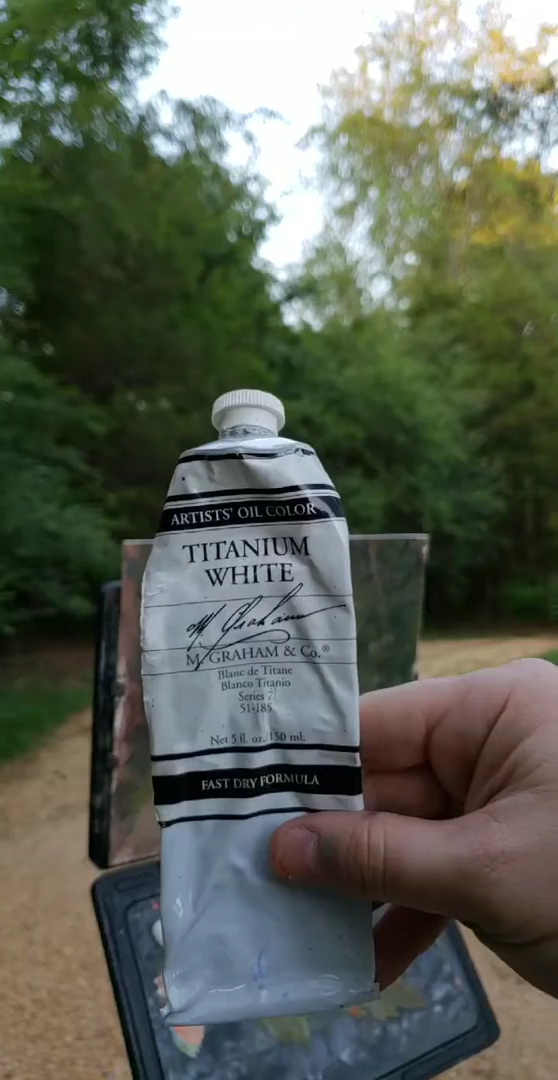 ARTISTS' OIL COLOR
TITANIUM
WHITE
M. Graham
M. GRAHAM & Co.®
Blanc de Titane
Blanco Titanio
Series
51-185
Net 5 fl. oz./150 ml.
FAST DRY FORMULA